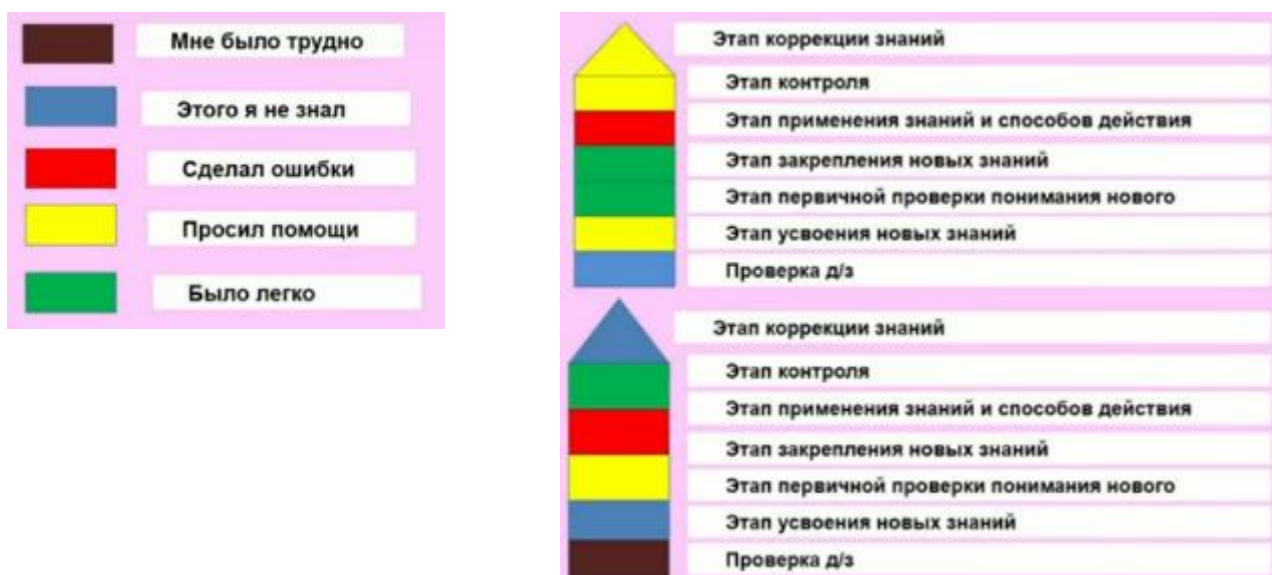 Мне было трудно
Этого я не знал
Сделал ошибки
Просил помощи
Было легко
Этап коррекции знаний
Этап контроля
Этап применения знаний и способов действия
Этап закрепления новых знаний
Этап первичной проверки понимания нового
Этап усвоения новых знаний
Проверка д/з
Этап коррекции знаний
Этап контроля
Этап применения знаний и способов действия
Этап закрепления новых знаний
Этап первичной проверки понимания нового
Этап усвоения новых знаний
Проверка д/з